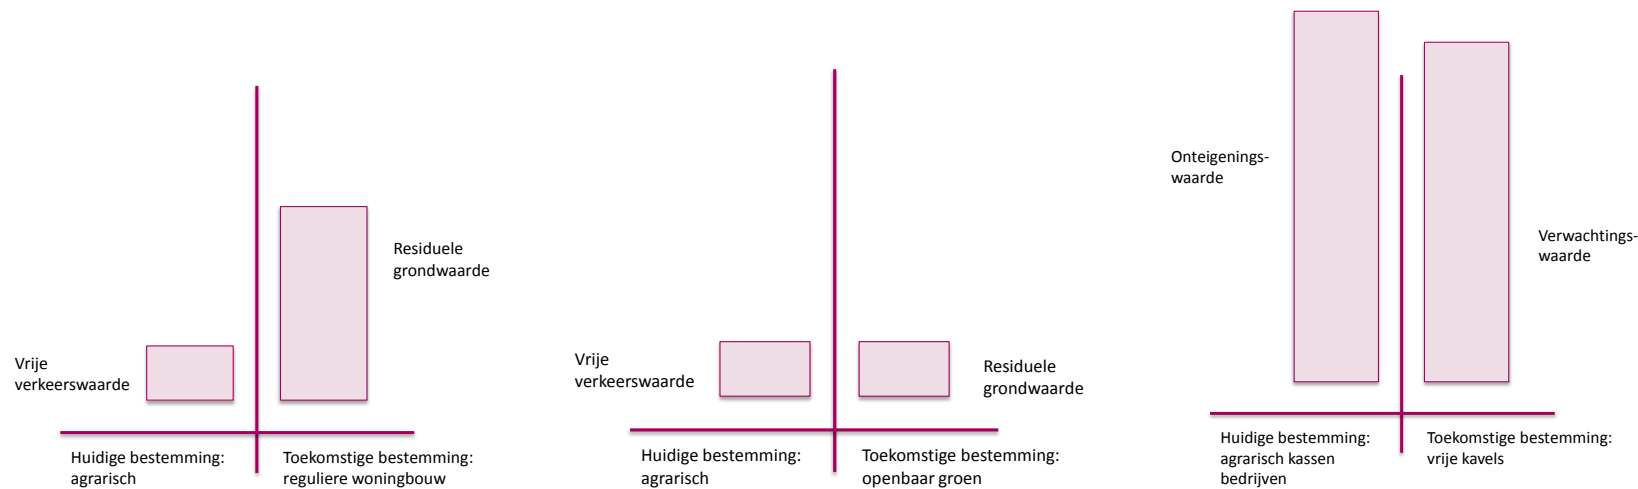 Vrije
verkeerswaarde
Residuele
grondwaarde
Huidige bestemming:
agrarisch
Toekomstige bestemming:
reguliere woningbouw
Vrije
verkeerswaarde
Residuele
grondwaarde
Huidige bestemming:
agrarisch
Toekomstige bestemming:
openbaar groen
Onteigenings-
waarde
Verwachtings-
waarde
Huidige bestemming:
agrarisch kassen
bedrijven
Toekomstige bestemming:
vrije kavels